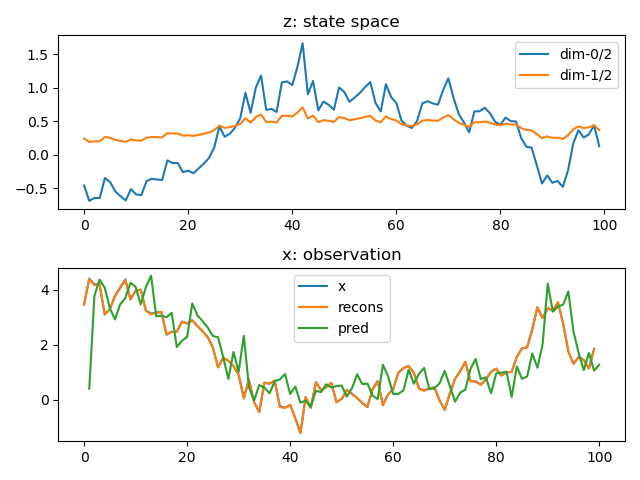 z: state space
1.5
1.0
0.5
0.0
−0.5
dim-0/2
dim-1/2
0 20 40 60 80 100
x: observation
4
2
0
x
recons
pred
0 20 40 60 80 100